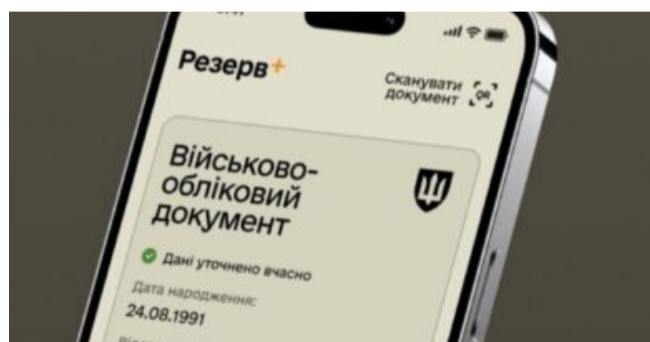 Резерв+
Сканувати
документ
QR
Військово-
обліковий
документ
Дані уточнено вчасно
Дата народження:
24.08.1991